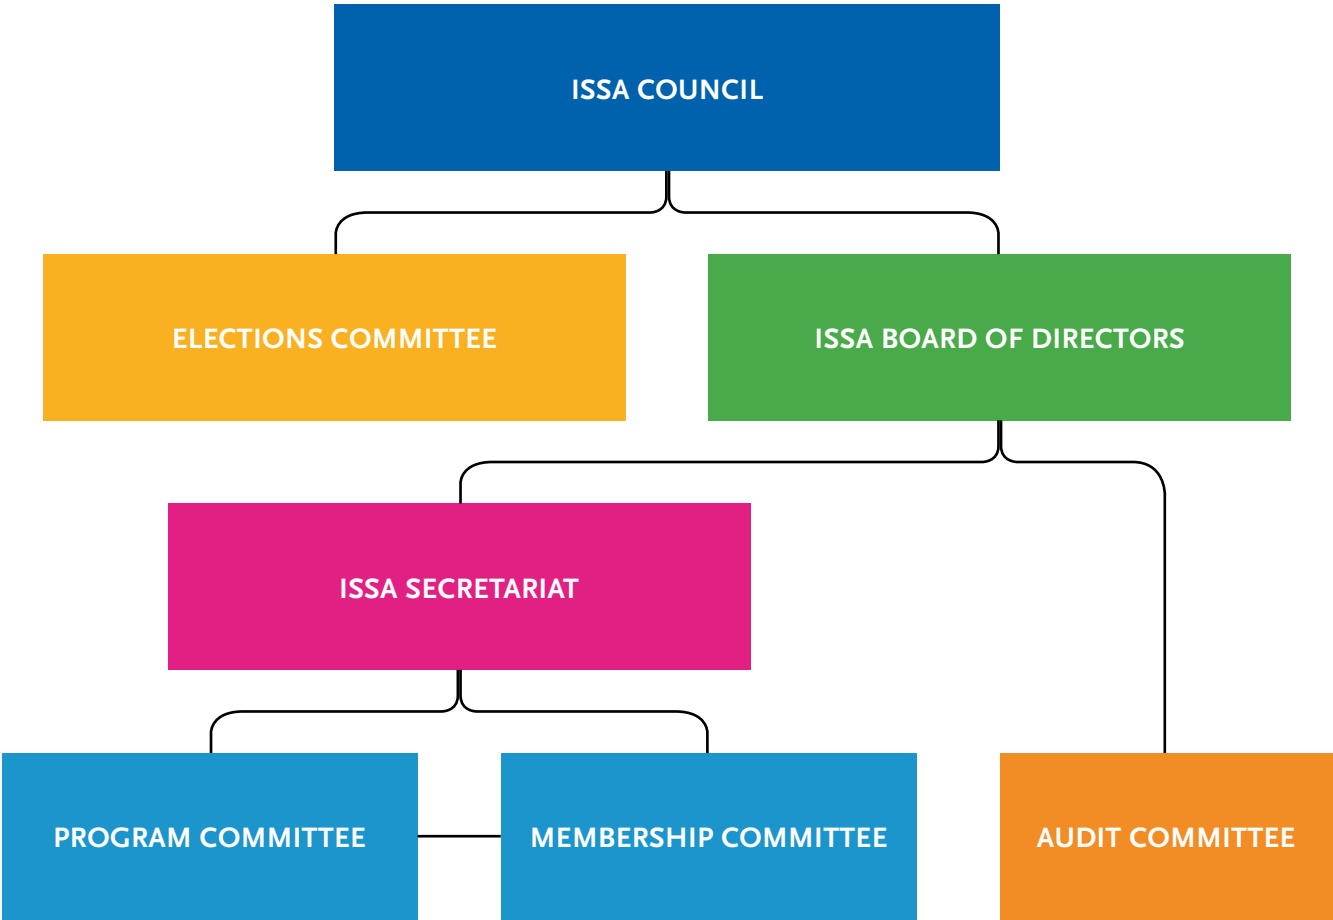 ISSA COUNCIL
ELECTIONS COMMITTEE
ISSA BOARD OF DIRECTORS
ISSA SECRETARIAT
PROGRAM COMMITTEE
MEMBERSHIP COMMITTEE
AUDIT COMMITTEE